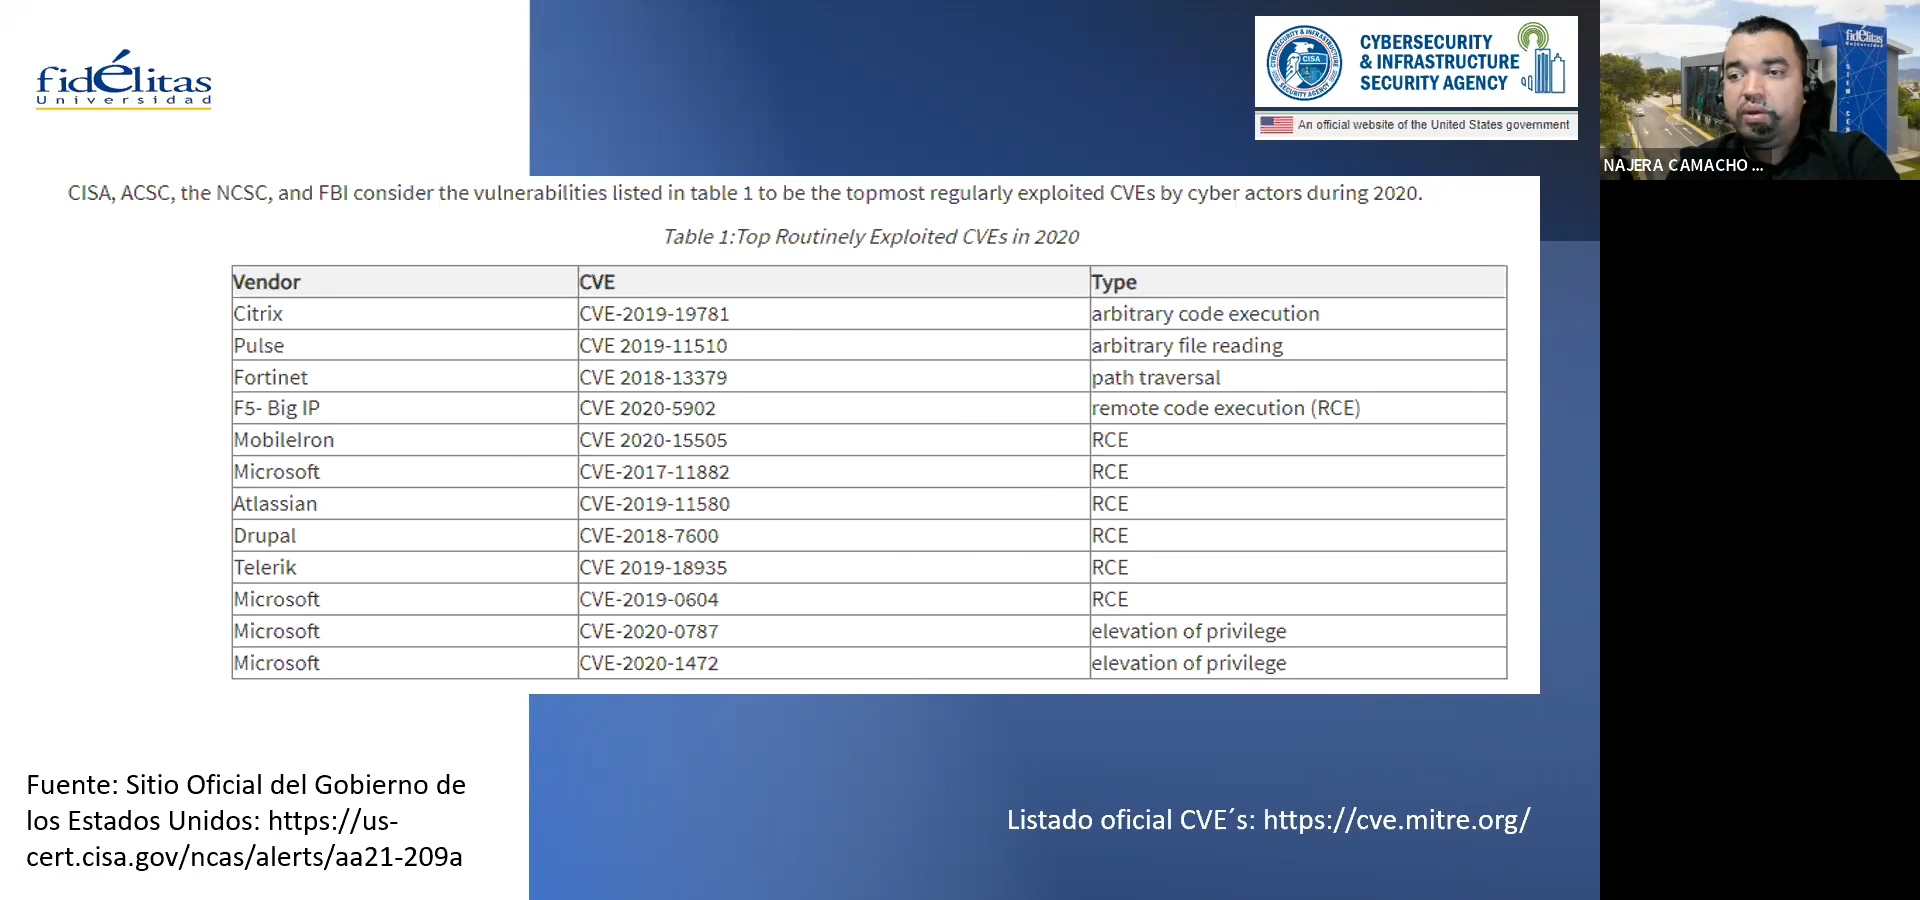 fidélitas
Universidad
CYBERSECURITY
& INFRASTRUCTURE
SECURITY AGENCY
CISA
An official website of the United States government
fidélitas
Universidad
NAJERA CAMACHO ...
CISA, ACSC, the NCSC, and FBI consider the vulnerabilities listed in table 1 to be the topmost regularly exploited CVEs by cyber actors during 2020.
Table 1:Top Routinely Exploited CVEs in 2020
Vendor CVE Type
Citrix CVE-2019-19781 arbitrary code execution
Pulse CVE 2019-11510 arbitrary file reading
Fortinet CVE 2018-13379 path traversal
F5- Big IP CVE 2020-5902 remote code execution (RCE)
MobileIron CVE 2020-15505 RCE
Microsoft CVE-2017-11882 RCE
Atlassian CVE-2019-11580 RCE
Drupal CVE-2018-7600 RCE
Telerik CVE 2019-18935 RCE
Microsoft CVE-2019-0604 RCE
Microsoft CVE-2020-0787 elevation of privilege
Microsoft CVE-2020-1472 elevation of privilege
Fuente: Sitio Oficial del Gobierno de
los Estados Unidos: https://us-
cert.cisa.gov/ncas/alerts/aa21-209a
Listado oficial CVE´s: https://cve.mitre.org/